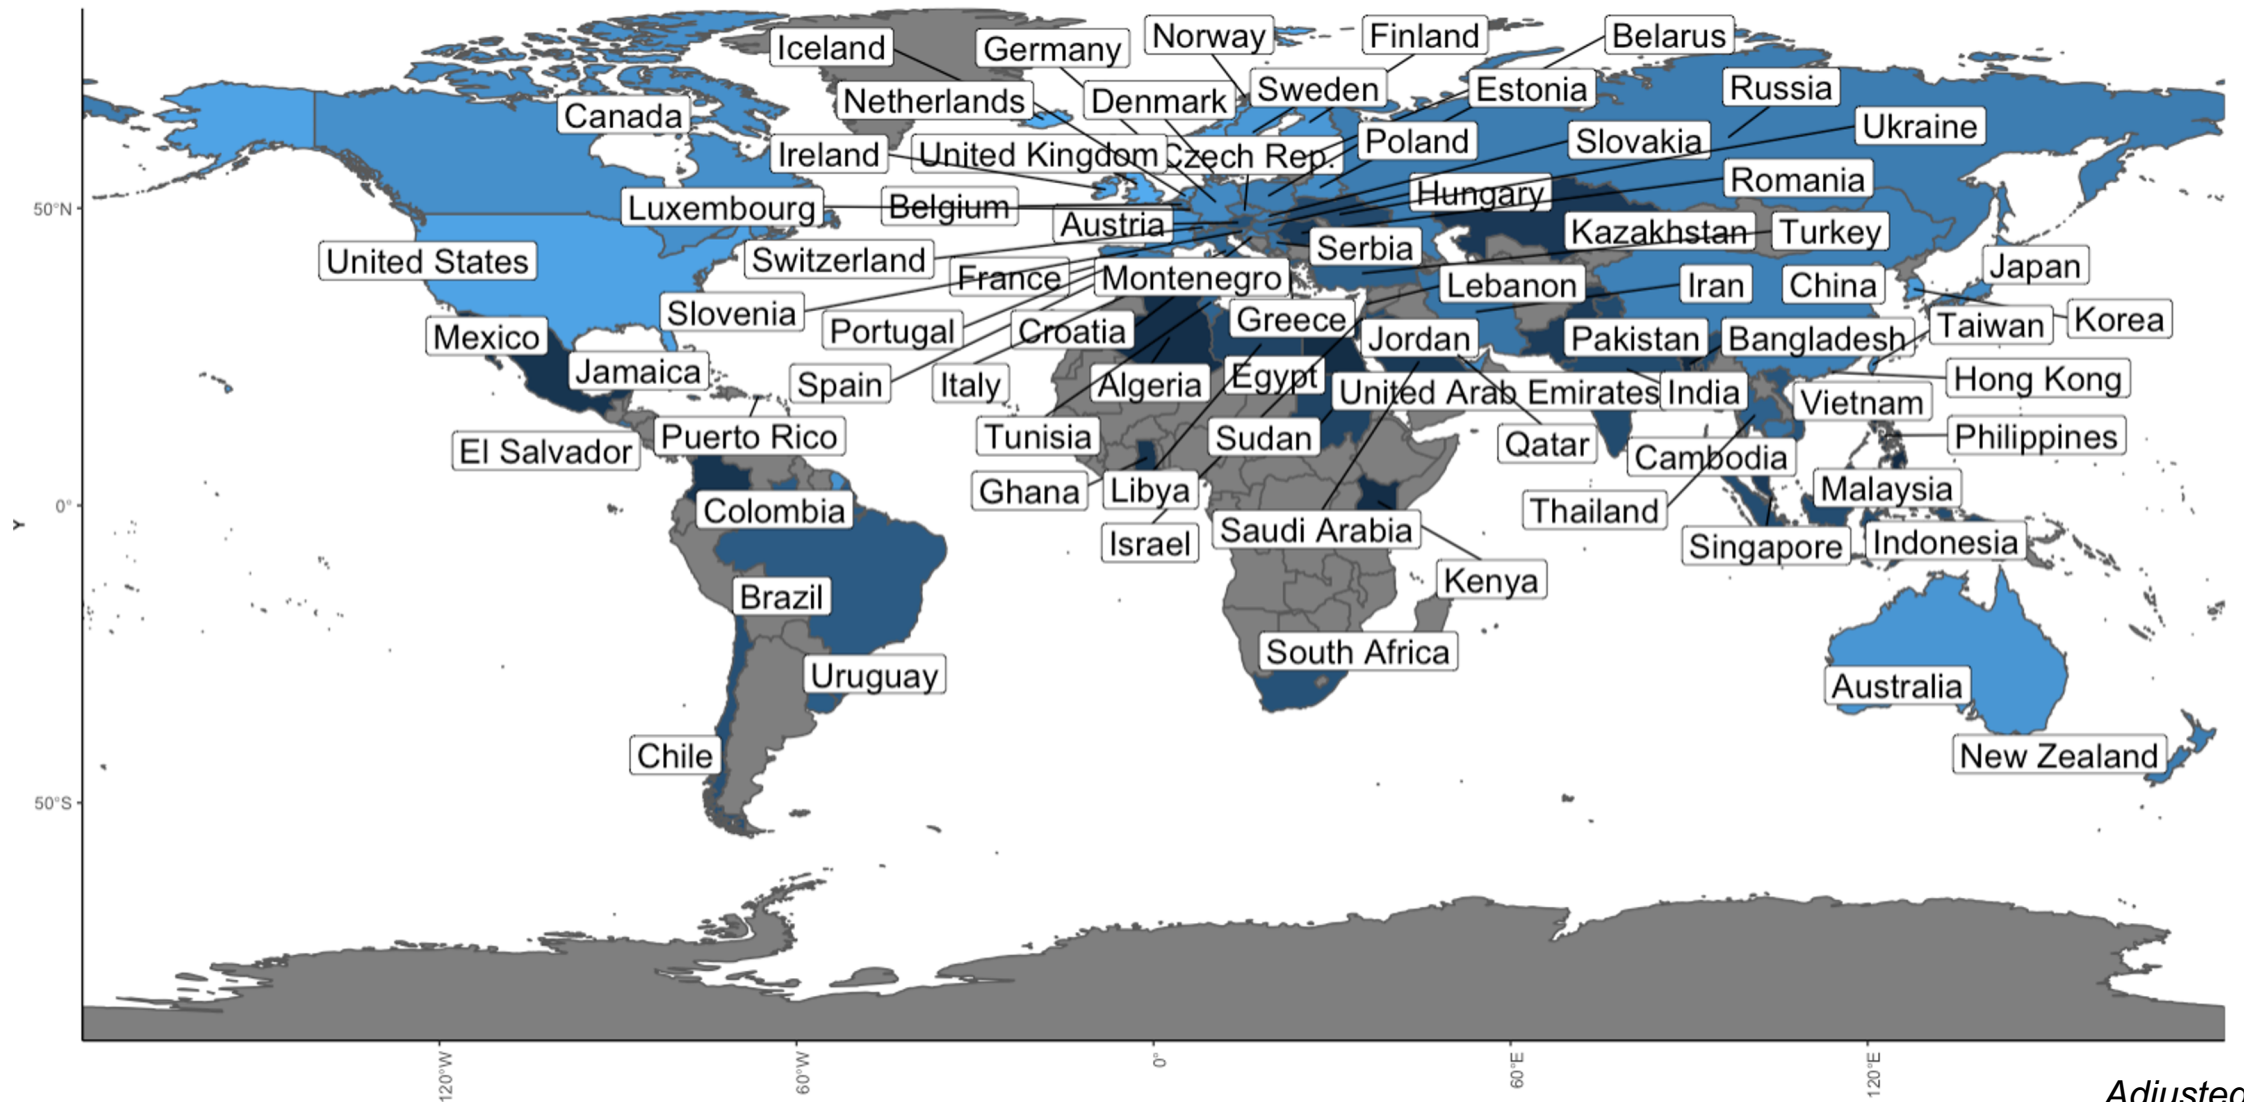 Norway
Finland
Belarus
Iceland
Germany
Sweden
Estonia
Russia
Netherlands
Denmark
Canada
Ukraine
Poland
Slovakia
Ireland
United Kingdom
Czech Rep.
Romania
Hungary
50°N
Luxembourg
Belgium
Austria
Kazakhstan
Turkey
Serbia
United States
Switzerland
Japan
France
Montenegro
Lebanon
Iran
China
Slovenia
Greece
Korea
Portugal
Croatia
Taiwan
Mexico
Jordan
Pakistan
Bangladesh
Jamaica
Egypt
Hong Kong
Spain
Italy
Algeria
United Arab Emirates
India
Vietnam
Puerto Rico
Tunisia
Sudan
Philippines
El Salvador
Qatar
Cambodia
Ghana
Libya
Malaysia
0°
Colombia
Thailand
Y
Saudi Arabia
Israel
Singapore
Indonesia
Kenya
Brazil
South Africa
Uruguay
Australia
Chile
New Zealand
50°S
120°W
60°W
0°
60°E
120°E
Adjusted